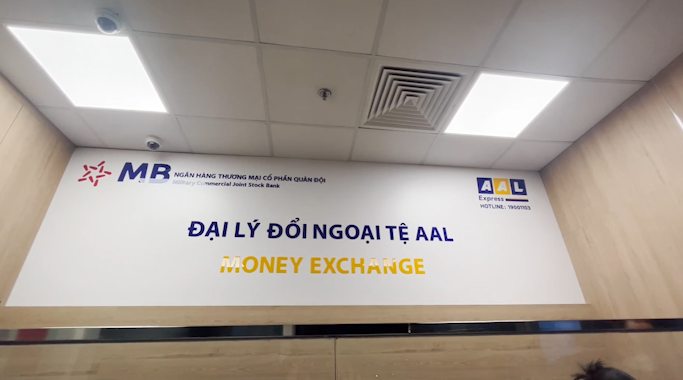 MB NGÂN HÀNG THƯƠNG MẠI CỔ PHẦN QUÂN ĐỘI
Military Commercial Joint Stock Bank
AAL
Express
HOTLINE: 19001103
ĐẠI LÝ ĐỔI NGOẠI TỆ AAL
MONEY EXCHANGE